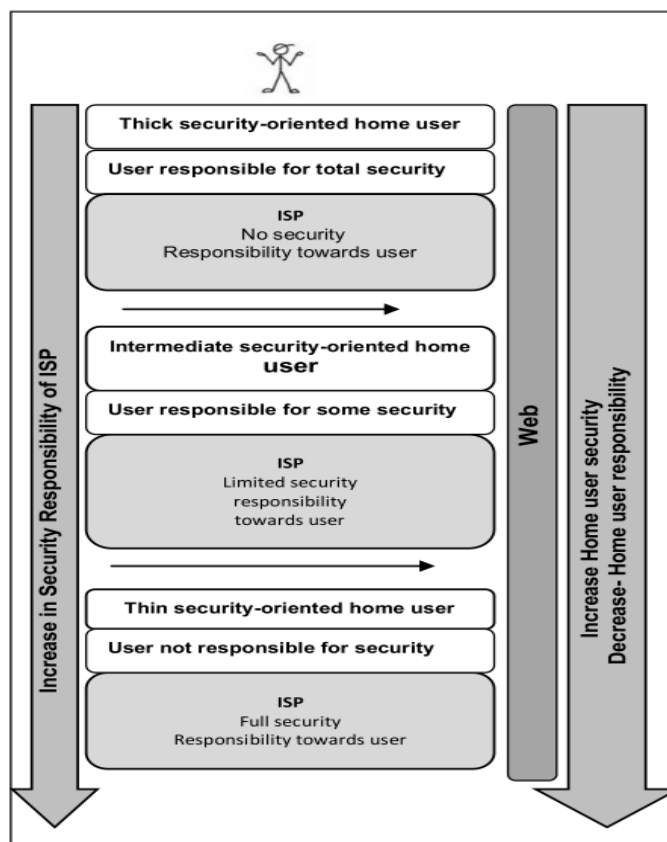 Thick security-oriented home user
User responsible for total security
ISP
No security
Responsibility towards user
Intermediate security-oriented home
user
User responsible for some security
ISP
Limited security
responsibility
towards user
Thin security-oriented home user
User not responsible for security
ISP
Full security
Responsibility towards user
Increase in Security Responsibility of ISP
Web
Increase Home user security
Decrease- Home user responsibility